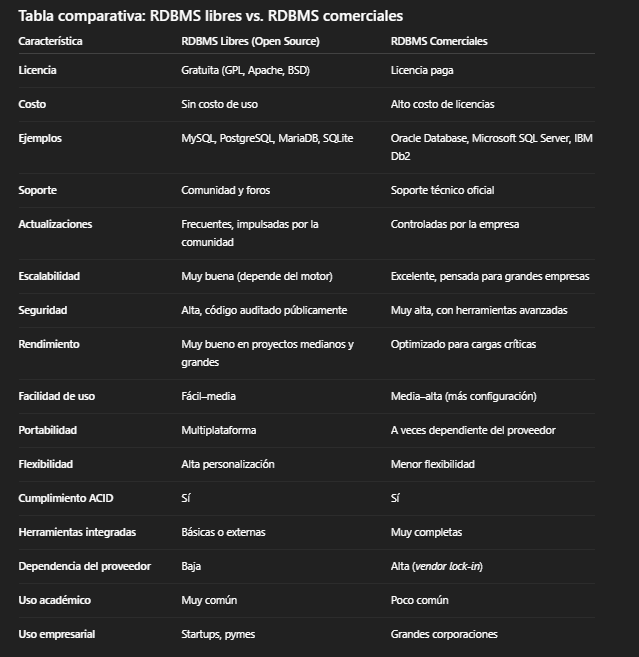 Tabla comparativa: RDBMS libres vs. RDBMS comerciales
Característica RDBMS Libres (Open Source) RDBMS Comerciales
Licencia Gratuita (GPL, Apache, BSD) Licencia paga
Costo Sin costo de uso Alto costo de licencias
Ejemplos MySQL, PostgreSQL, MariaDB, SQLite Oracle Database, Microsoft SQL Server, IBM
Db2
Soporte Comunidad y foros Soporte técnico oficial
Actualizaciones Frecuentes, impulsadas por la Controladas por la empresa
comunidad
Escalabilidad Muy buena (depende del motor) Excelente, pensada para grandes empresas
Seguridad Alta, código auditado públicamente Muy alta, con herramientas avanzadas
Rendimiento Muy bueno en proyectos medianos y Optimizado para cargas críticas
grandes
Facilidad de uso Fácil–media Media–alta (más configuración)
Portabilidad Multiplataforma A veces dependiente del proveedor
Flexibilidad Alta personalización Menor flexibilidad
Cumplimiento ACID Sí Sí
Herramientas integradas Básicas o externas Muy completas
Dependencia del proveedor Baja Alta (vendor lock-in)
Uso académico Muy común Poco común
Uso empresarial Startups, pymes Grandes corporaciones